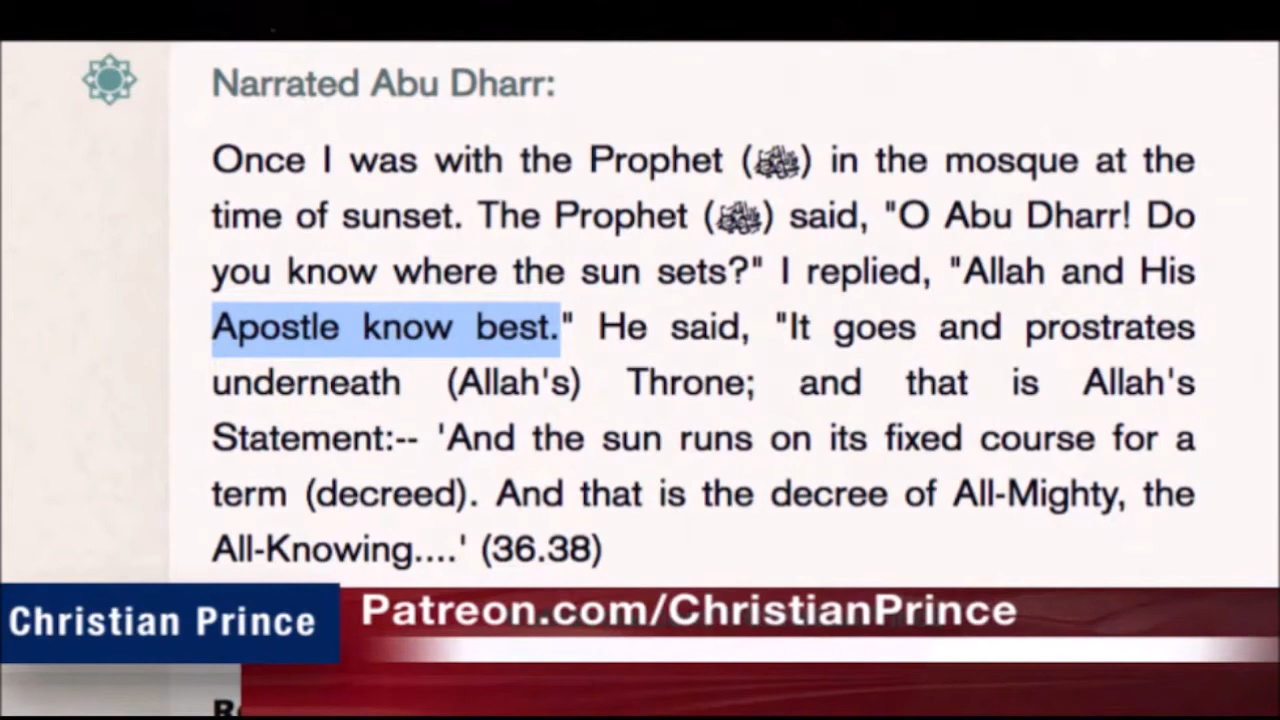 Narrated Abu Dharr:
Once I was with the Prophet (ﷺ) in the mosque at the
time of sunset. The Prophet (ﷺ) said, "O Abu Dharr! Do
you know where the sun sets?" I replied, "Allah and His
Apostle know best." He said, "It goes and prostrates
underneath (Allah's) Throne; and that is Allah's
Statement:-- 'And the sun runs on its fixed course for a
term (decreed). And that is the decree of All-Mighty, the
All-Knowing....' (36.38)
Christian Prince
Patreon.com/ChristianPrince